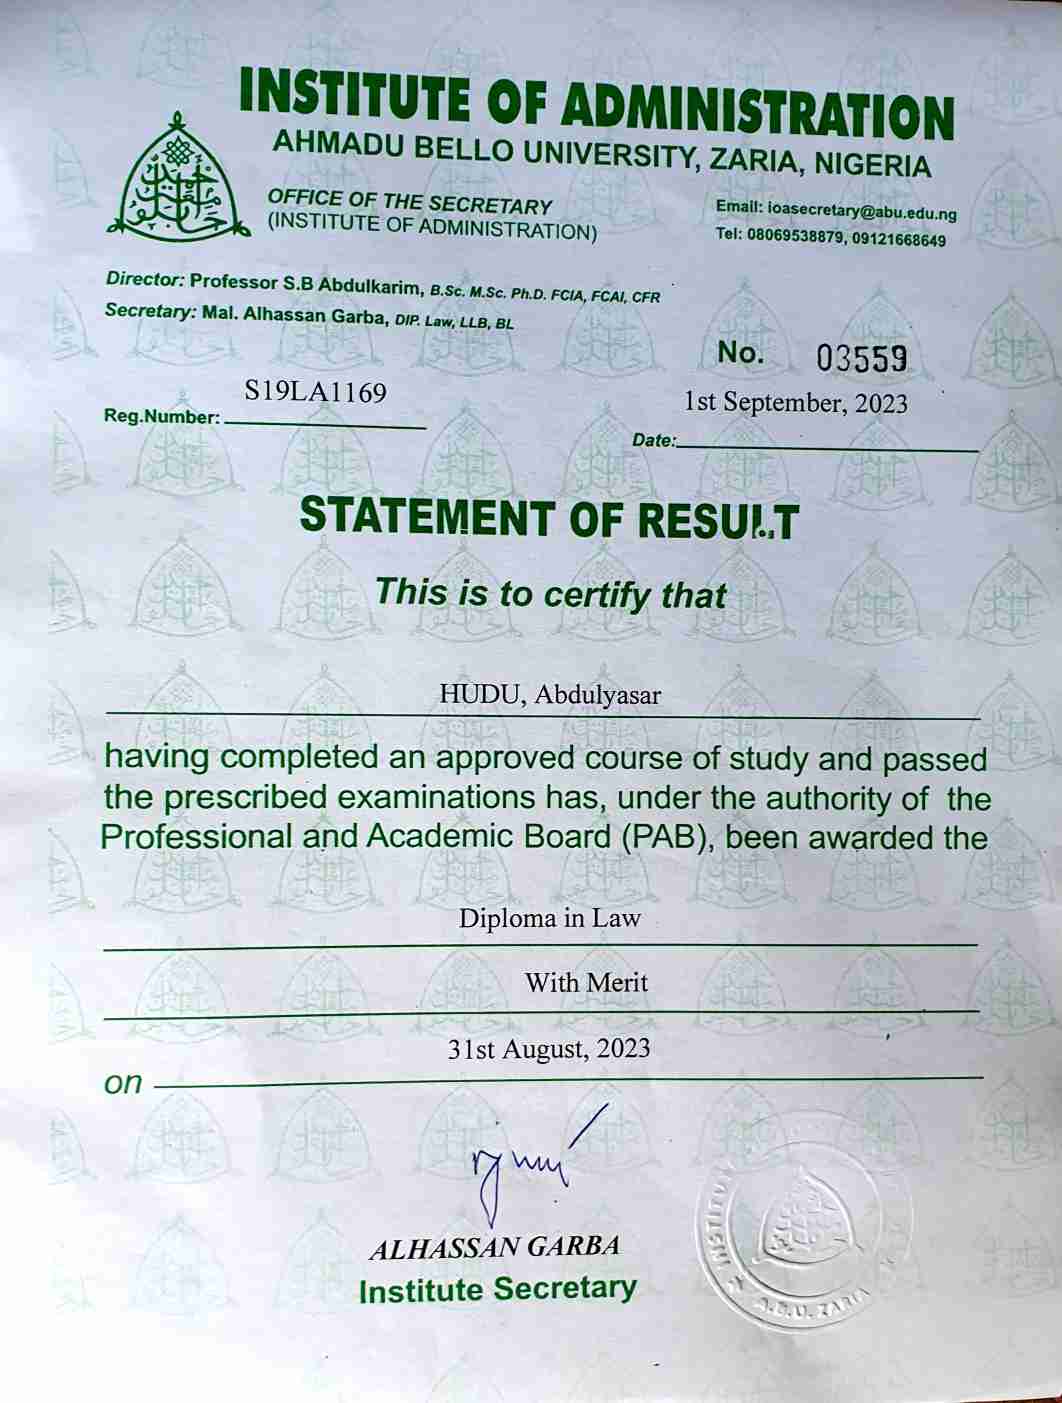 INSTITUTE OF ADMINISTRATION
AHMADU BELLO UNIVERSITY, ZARIA, NIGERIA
OFFICE OF THE SECRETARY
(INSTITUTE OF ADMINISTRATION)
Email: ioasecretary@abu.edu.ng
Tel: 08069538879, 09121668649
Director: Professor S.B Abdulkarim, B.Sc. M.Sc. Ph.D. FCIA, FCAI, CFR
Secretary: Mal. Alhassan Garba, DIP. Law, LLB, BL
No. 03559
Reg.Number: S19LA1169
Date: 1st September, 2023
STATEMENT OF RESULT
This is to certify that
HUDU, Abdulyasar
having completed an approved course of study and passed
the prescribed examinations has, under the authority of the
Professional and Academic Board (PAB), been awarded the
Diploma in Law
With Merit
on 31st August, 2023
ALHASSAN GARBA
Institute Secretary
A.B.U. ZARIA